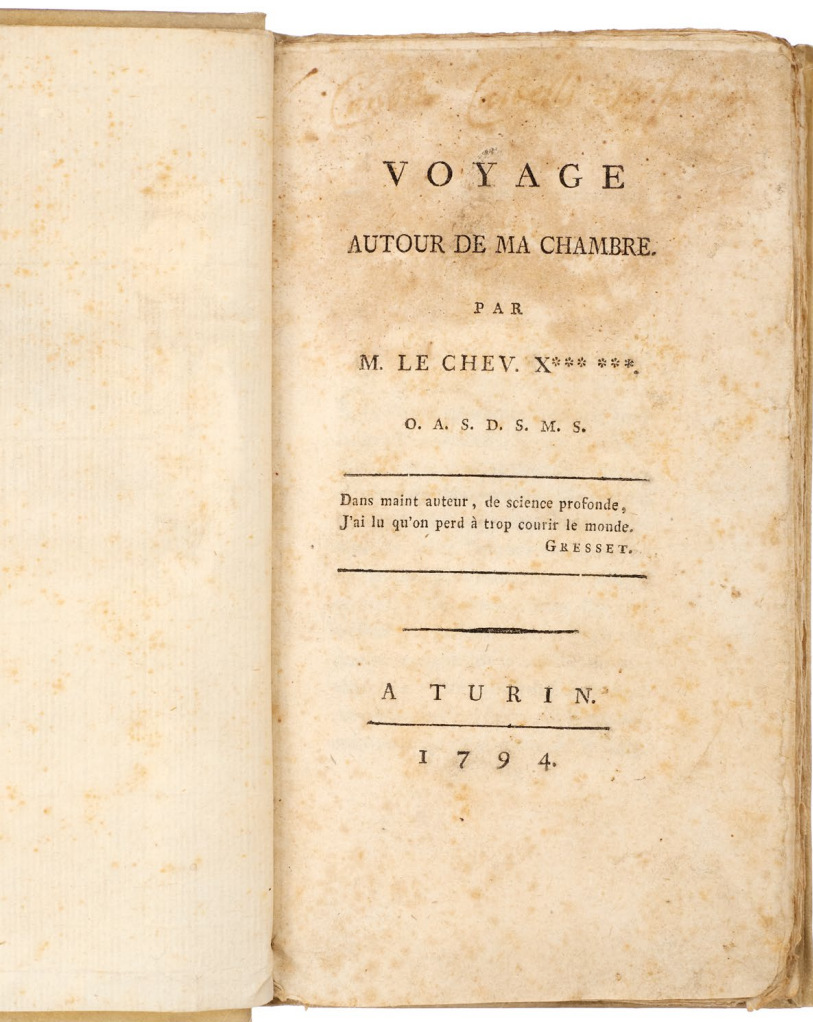 VOYAGE
AUTOUR DE MA CHAMBRE.
PAR
M. LE CHEV. X*** ***.
O. A. S. D. S. M. S.
Dans maint auteur, de science profonde,
J'ai lu qu'on perd à trop courir le monde.
GRESSET.
A TURIN.
1794.